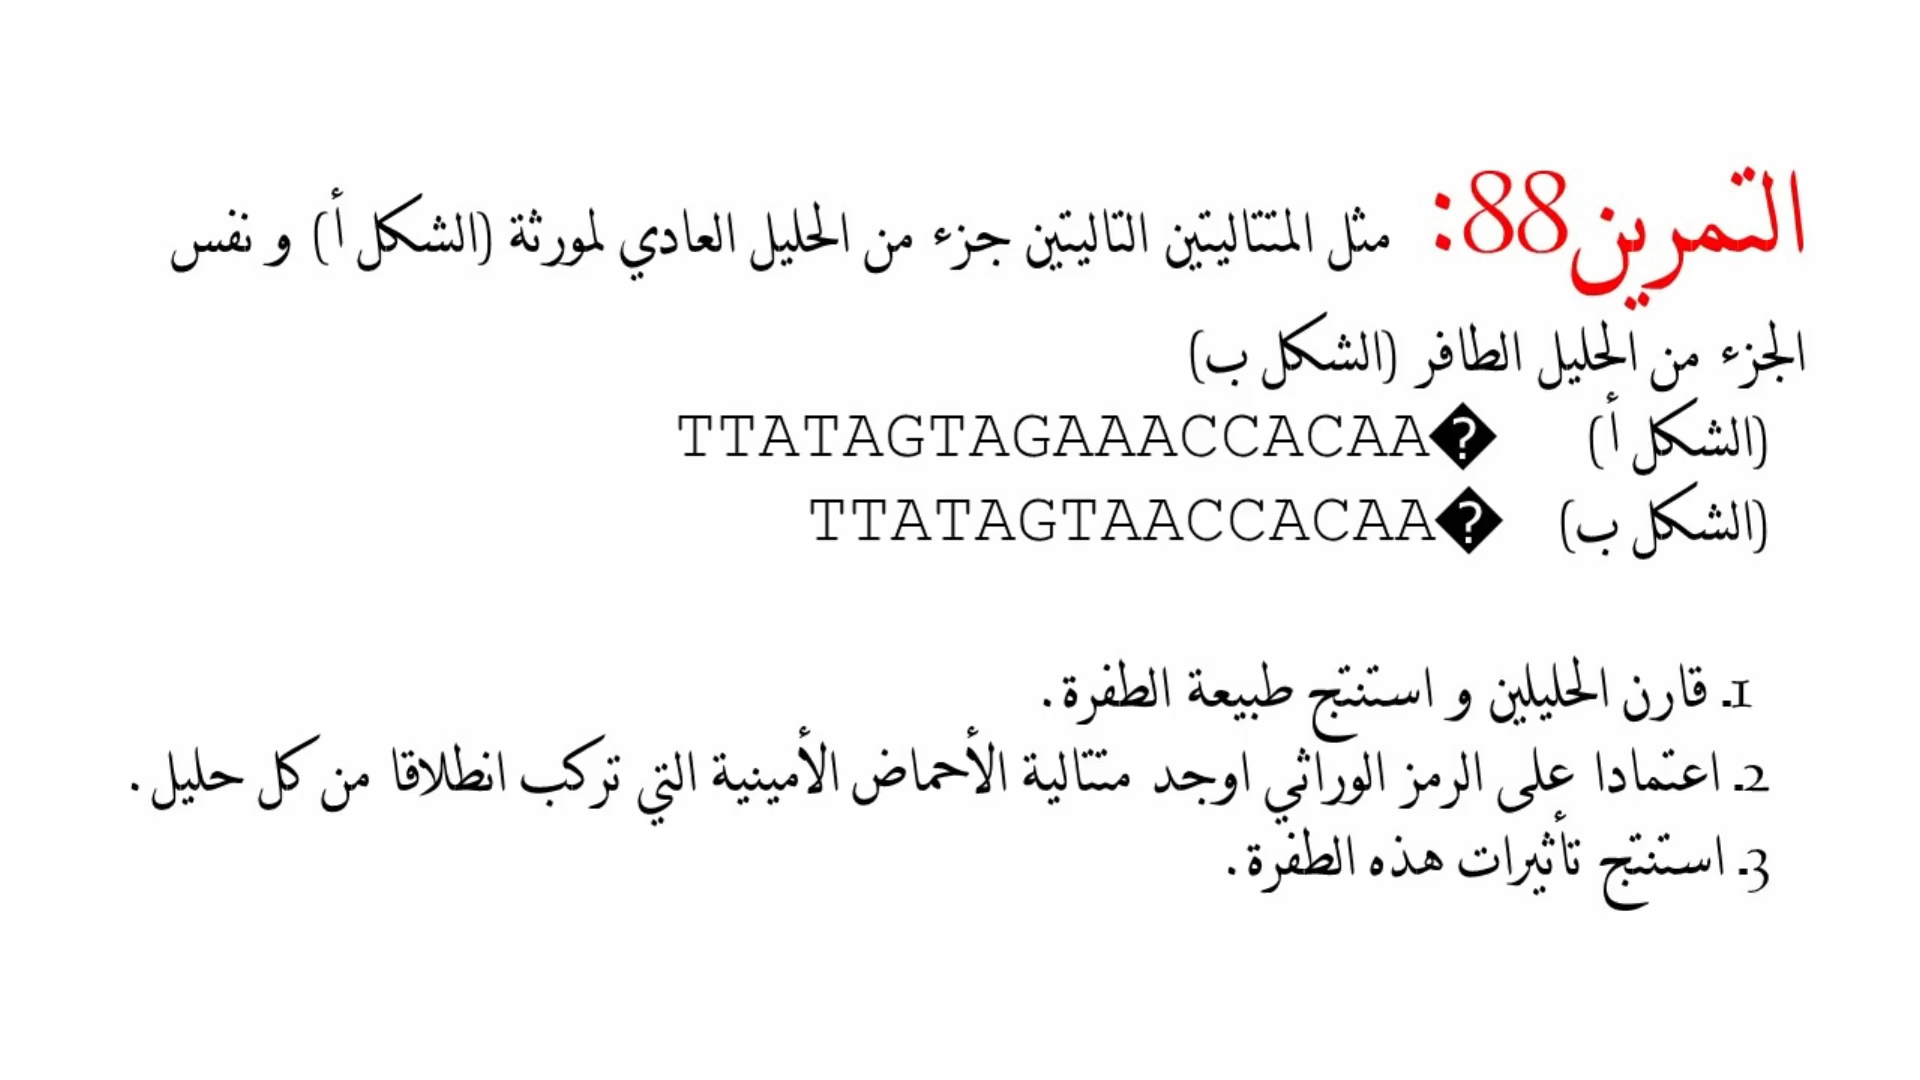 التمرين88: مثل المتتاليتين التاليتين جزء من الحليل العادي لمورثة (الشكل أ) و نفس
الجزء من الحليل الطافر (الشكل ب)
(الشكل أ) TTATAGTAGAAACCACAA�
(الشكل ب) TTATAGTAACCACAA�
1. قارن الحليلين و استنتج طبيعة الطفرة.
2. اعتمادا على الرمز الوراثي اوجد متتالية الأحماض الأمينية التي تركب انطلاقا من كل حليل.
3. استنتج تأثيرات هذه الطفرة.